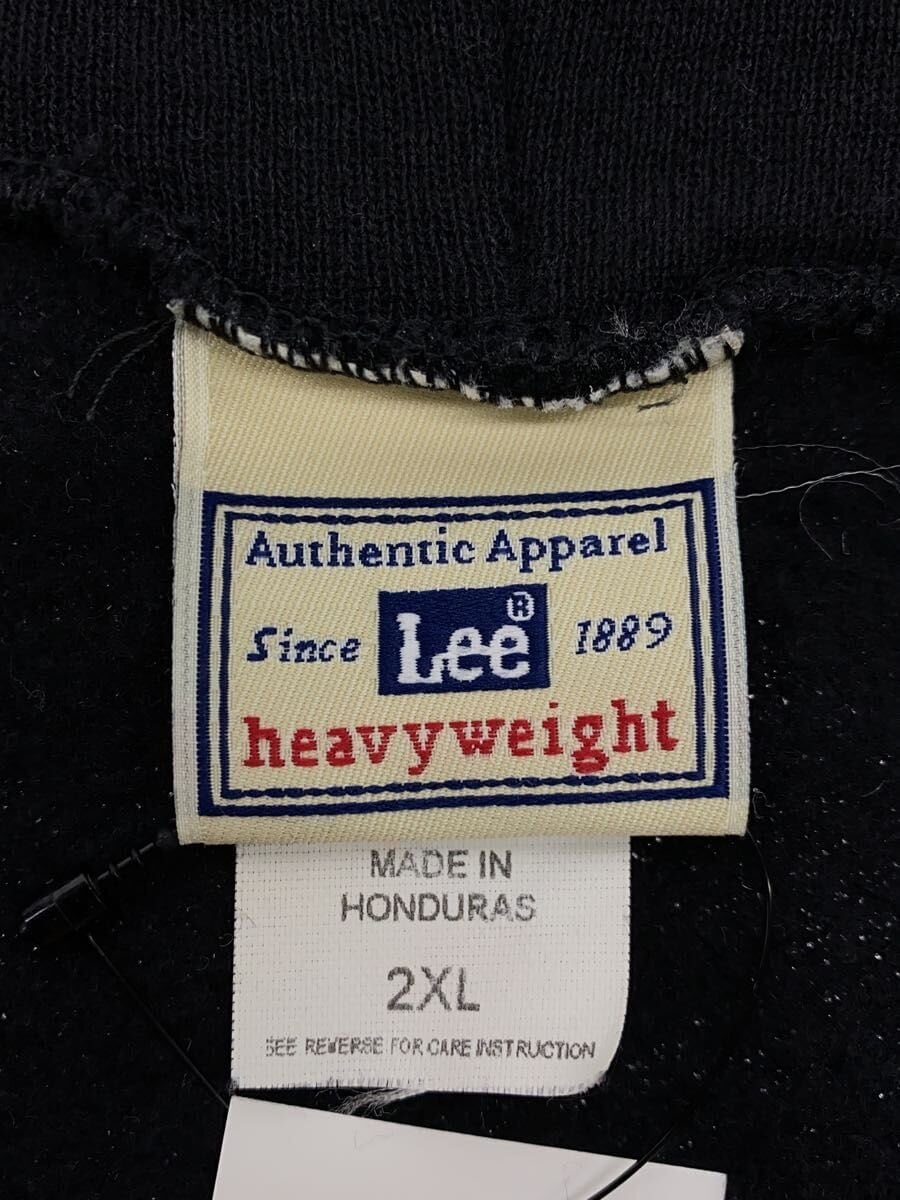 Authentic Apparel
Since Lee® 1889
heavyweight
MADE IN
HONDURAS
2XL
SEE REVERSE FOR CARE INSTRUCTION